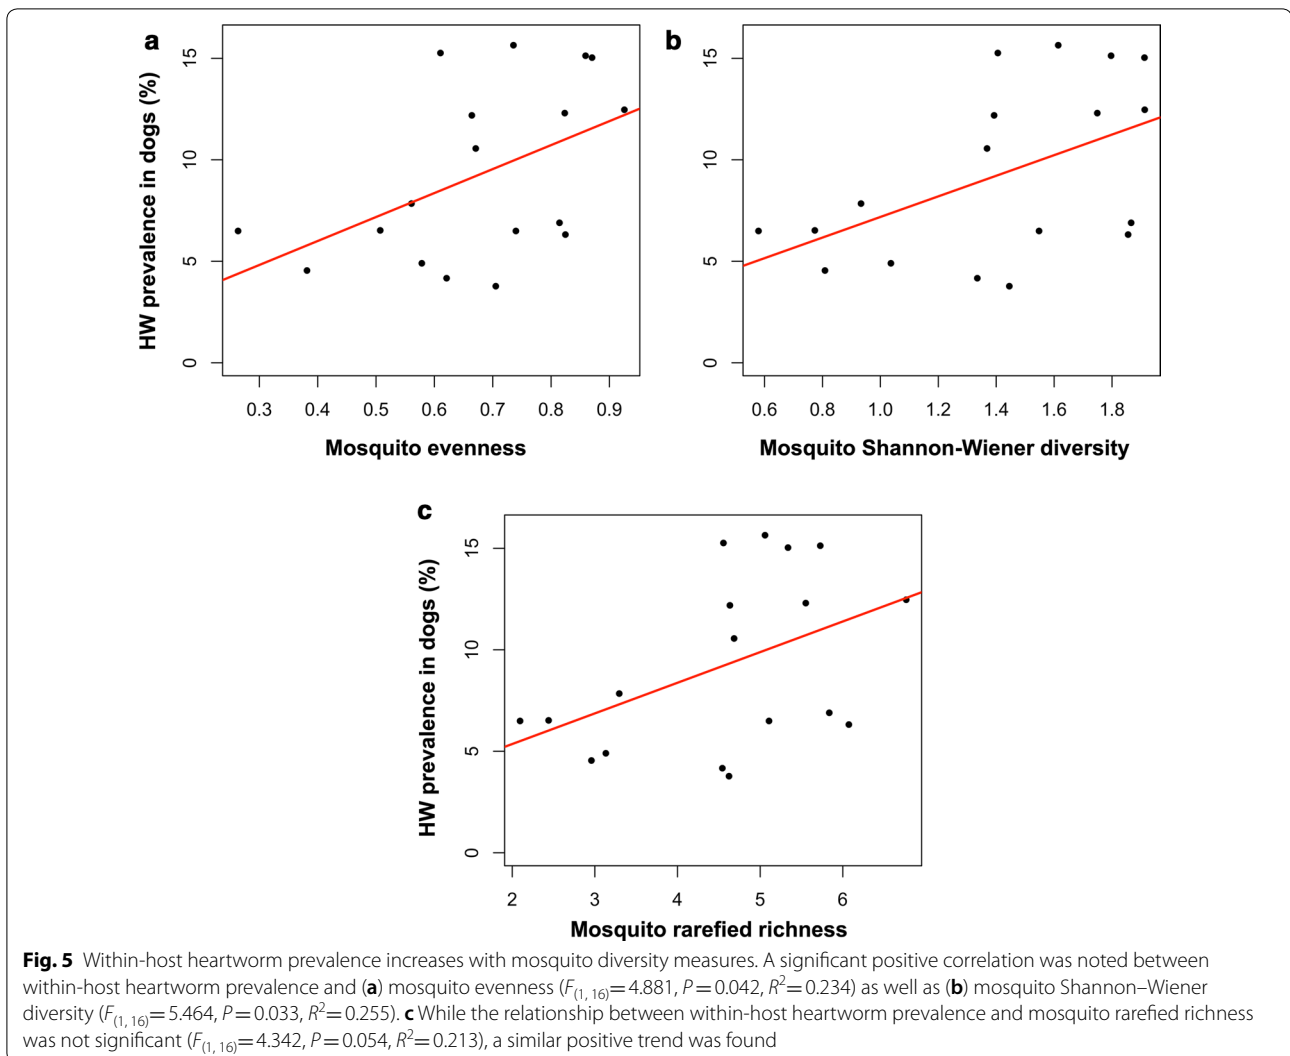 a
HW prevalence in dogs (%)
15
10
5
0
0.3 0.4 0.5 0.6 0.7 0.8 0.9
Mosquito evenness
b
15
10
5
0
0.6 0.8 1.0 1.2 1.4 1.6 1.8
Mosquito Shannon-Wiener diversity
c
HW prevalence in dogs (%)
15
10
5
0
2 3 4 5 6
Mosquito rarefied richness
Fig. 5 Within-host heartworm prevalence increases with mosquito diversity measures. A significant positive correlation was noted between
within-host heartworm prevalence and (a) mosquito evenness (F(1, 16) = 4.881, P = 0.042, R² = 0.234) as well as (b) mosquito Shannon–Wiener
diversity (F(1, 16) = 5.464, P = 0.033, R² = 0.255). c While the relationship between within-host heartworm prevalence and mosquito rarefied richness
was not significant (F(1, 16) = 4.342, P = 0.054, R² = 0.213), a similar positive trend was found